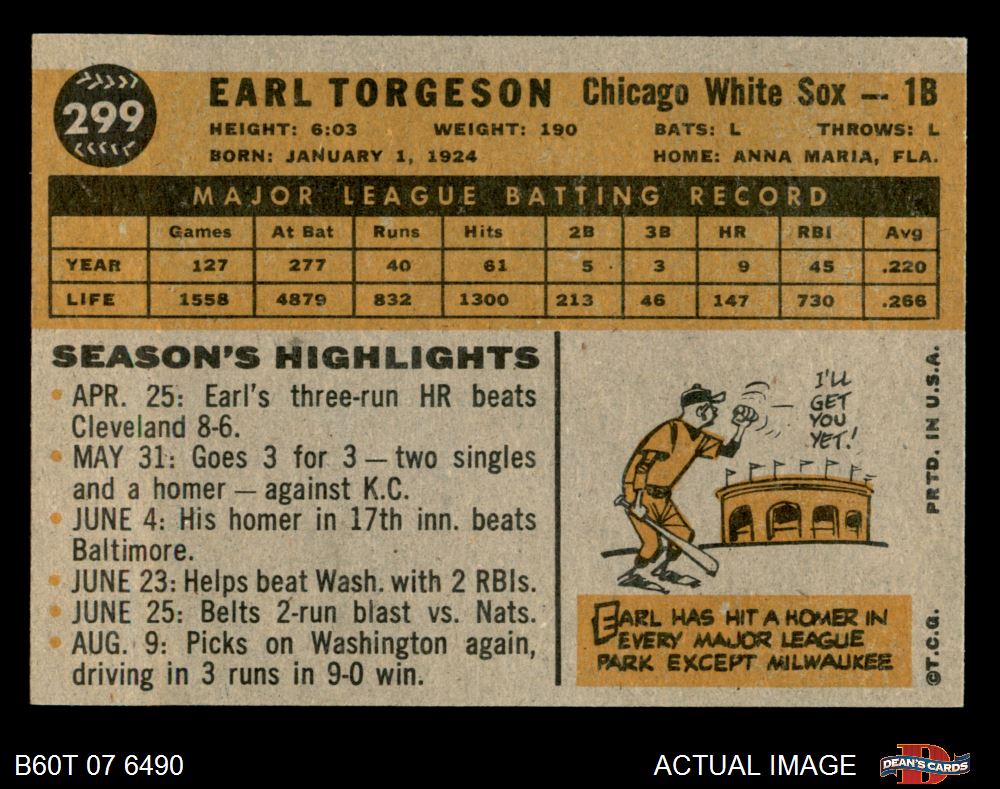 299
EARL TORGESON Chicago White Sox — 1B
HEIGHT: 6:03 WEIGHT: 190 BATS: L THROWS: L
BORN: JANUARY 1, 1924 HOME: ANNA MARIA, FLA.
MAJOR LEAGUE BATTING RECORD
Games At Bat Runs Hits 2B 3B HR RBI Avg
YEAR 127 277 40 61 5 3 9 45 .220
LIFE 1558 4879 832 1300 213 46 147 730 .266
SEASON'S HIGHLIGHTS
• APR. 25: Earl's three-run HR beats
Cleveland 8-6.
• MAY 31: Goes 3 for 3 — two singles
and a homer — against K.C.
• JUNE 4: His homer in 17th inn. beats
Baltimore.
• JUNE 23: Helps beat Wash. with 2 RBIs.
• JUNE 25: Belts 2-run blast vs. Nats.
• AUG. 9: Picks on Washington again,
driving in 3 runs in 9-0 win.
I'LL
GET
YOU
YET!
EARL HAS HIT A HOMER IN
EVERY MAJOR LEAGUE
PARK EXCEPT MILWAUKEE
©T.C.G. PRTD. IN U.S.A.
B60T 07 6490 ACTUAL IMAGE
DEAN'S CARDS